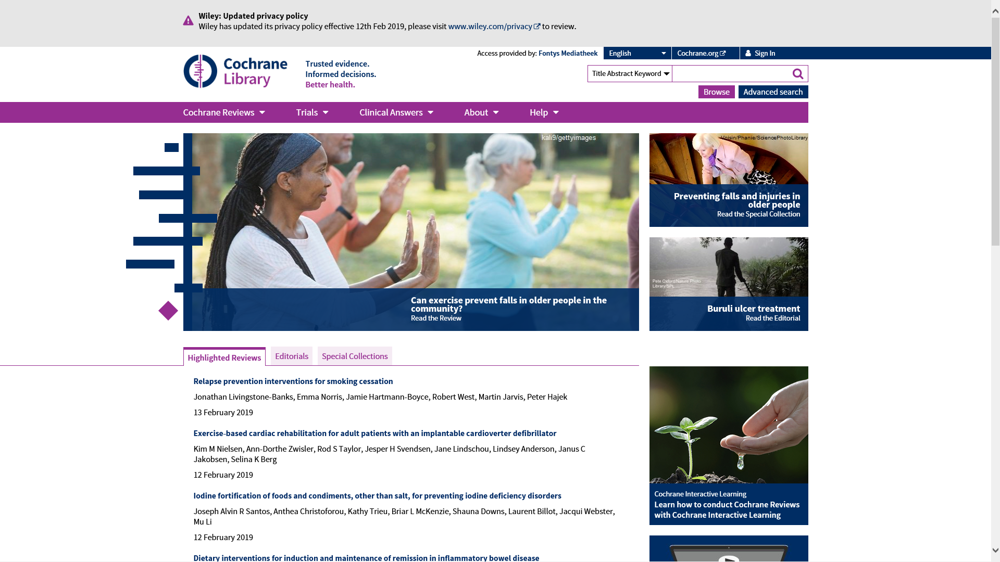 Wiley: Updated privacy policy
Wiley has updated its privacy policy effective 12th Feb 2019, please visit www.wiley.com/privacy to review.
Access provided by: Fontys Mediatheek
English
Cochrane.org
Sign In
Cochrane
Library
Trusted evidence.
Informed decisions.
Better health.
Title Abstract Keyword
Browse
Advanced search
Cochrane Reviews
Trials
Clinical Answers
About
Help
kali9/gettyimages
Can exercise prevent falls in older people in the
community?
Read the Review
Voisin/Phanie/SciencePhotoLibrary
Preventing falls and injuries in
older people
Read the Special Collection
Pete Oxford/Nature Photo
Library/SPL
Buruli ulcer treatment
Read the Editorial
Highlighted Reviews
Editorials
Special Collections
Relapse prevention interventions for smoking cessation
Jonathan Livingstone-Banks, Emma Norris, Jamie Hartmann-Boyce, Robert West, Martin Jarvis, Peter Hajek
13 February 2019
Exercise-based cardiac rehabilitation for adult patients with an implantable cardioverter defibrillator
Kim M Nielsen, Ann-Dorthe Zwisler, Rod S Taylor, Jesper H Svendsen, Jane Lindschou, Lindsey Anderson, Janus C
Jakobsen, Selina K Berg
12 February 2019
Iodine fortification of foods and condiments, other than salt, for preventing iodine deficiency disorders
Joseph Alvin R Santos, Anthea Christoforou, Kathy Trieu, Briar L McKenzie, Shauna Downs, Laurent Billot, Jacqui Webster,
Mu Li
12 February 2019
Dietary interventions for induction and maintenance of remission in inflammatory bowel disease
Cochrane Interactive Learning
Learn how to conduct Cochrane Reviews
with Cochrane Interactive Learning